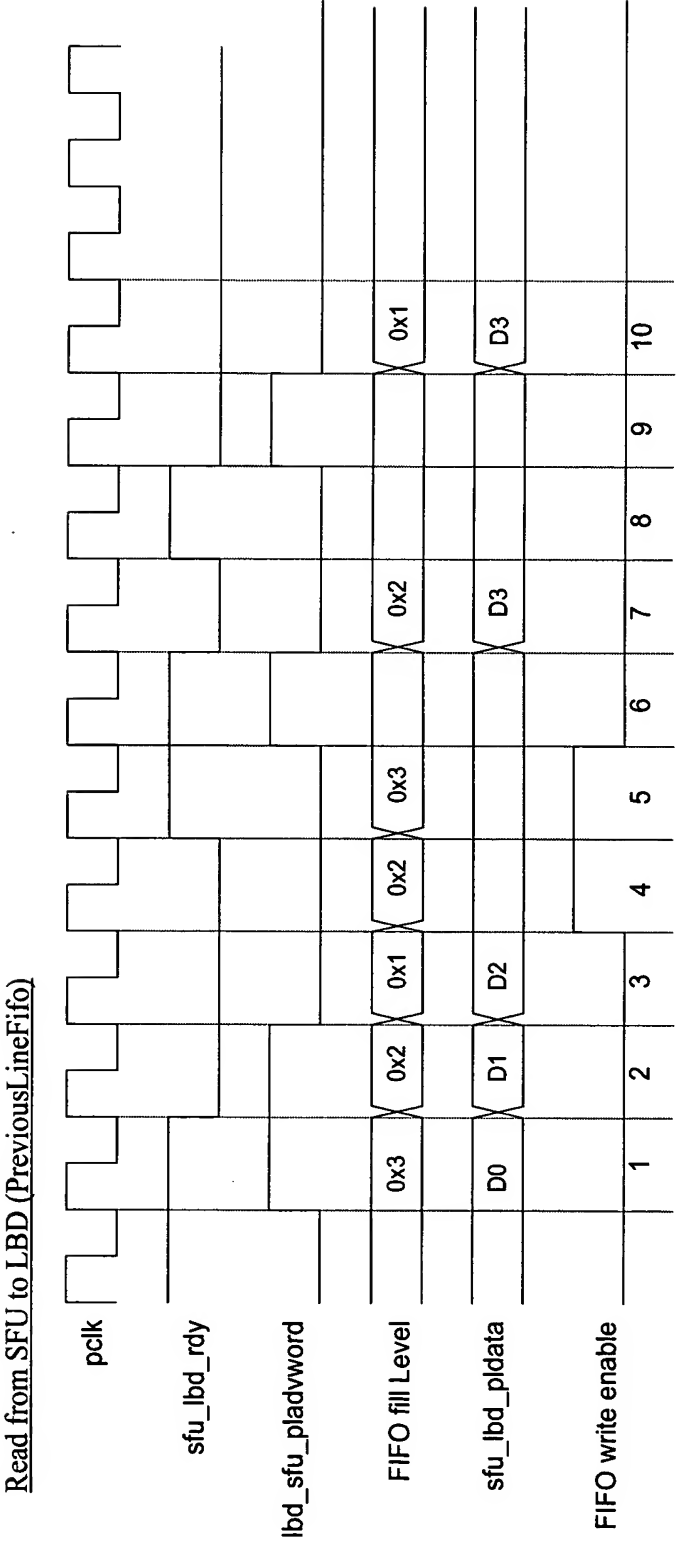 Read from SFU to LBD (PreviousLineFifo)
pclk
sfu_lbd_rdy
lbd_sfu_pladvword
FIFO fill Level 0x3 0x2 0x1 0x2 0x3 0x2 0x1
sfu_lbd_pldata D0 D1 D2 D3 D3
FIFO write enable
1 2 3 4 5 6 7 8 9 10